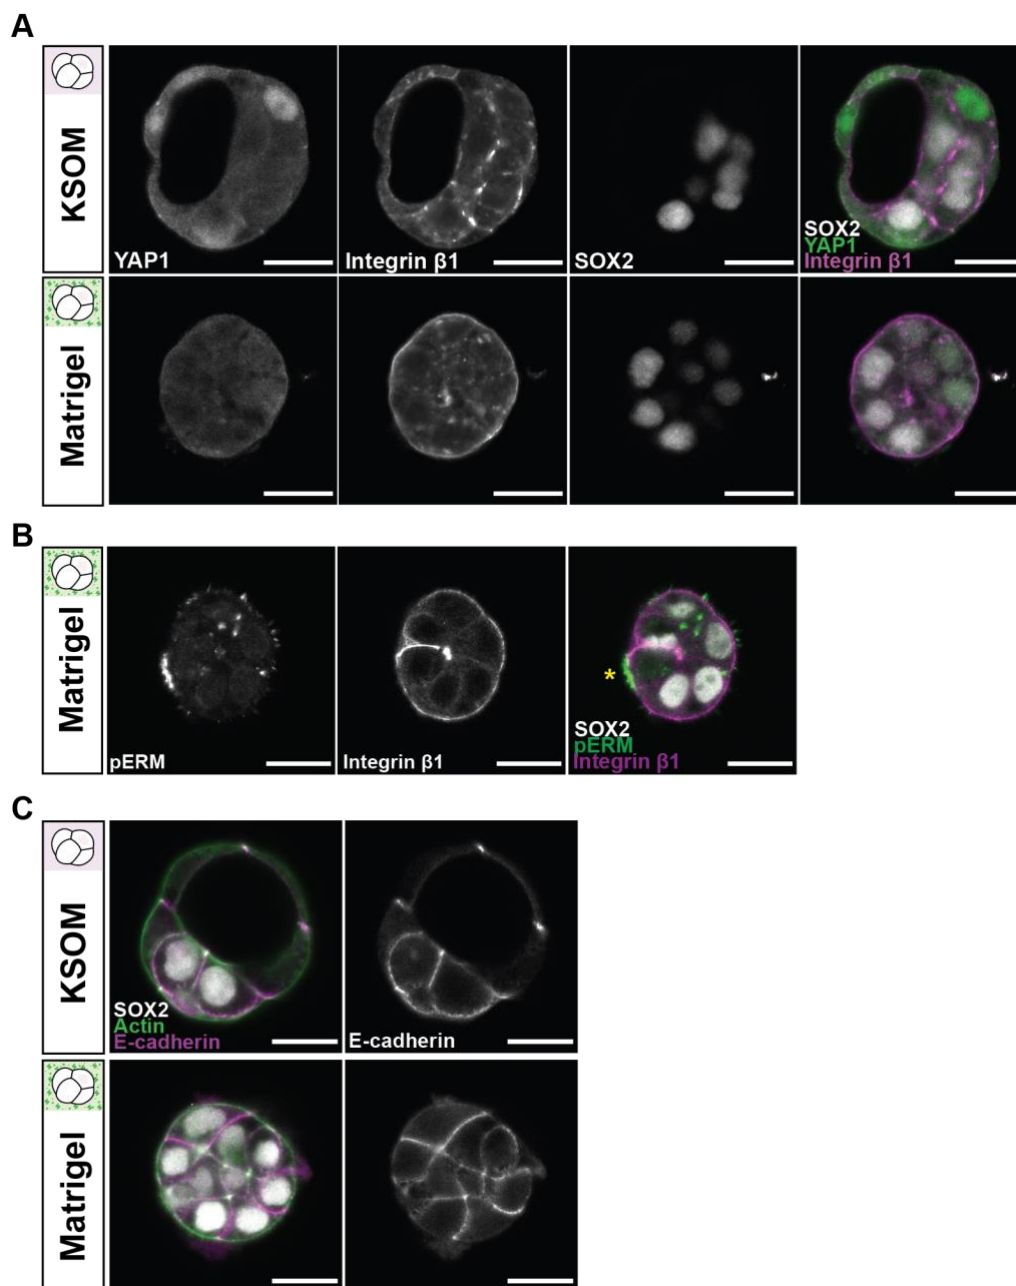 A
KSOM
YAP1
Integrin β1
SOX2
SOX2
YAP1
Integrin β1
Matrigel
B
Matrigel
pERM
Integrin β1
*
SOX2
pERM
Integrin β1
C
KSOM
SOX2
Actin
E-cadherin
E-cadherin
Matrigel